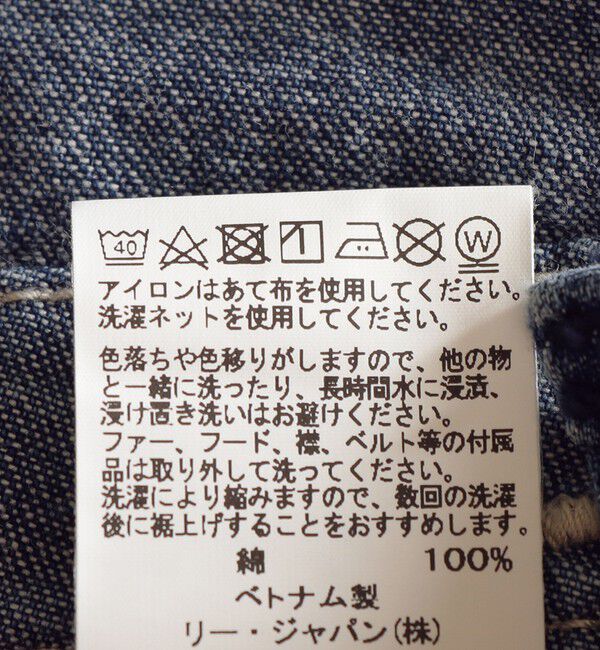 40 W
アイロンはあて布を使用してください。
洗濯ネットを使用してください。
色落ちや色移りがしますので、他の物
と一緒に洗ったり、長時間水に浸漬、
浸け置き洗いはお避けください。
ファー、フード、襟、ベルト等の付属
品は取り外して洗ってください。
洗濯により縮みますので、数回の洗濯
後に裾上げすることをおすすめします。
綿 100%
ベトナム製
リー・ジャパン(株)